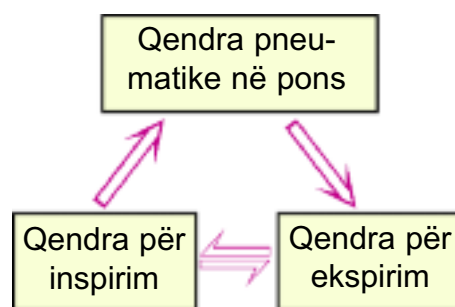 Qendra pneu-
matike në pons
Qendra për
inspirim
Qendra për
ekspirim